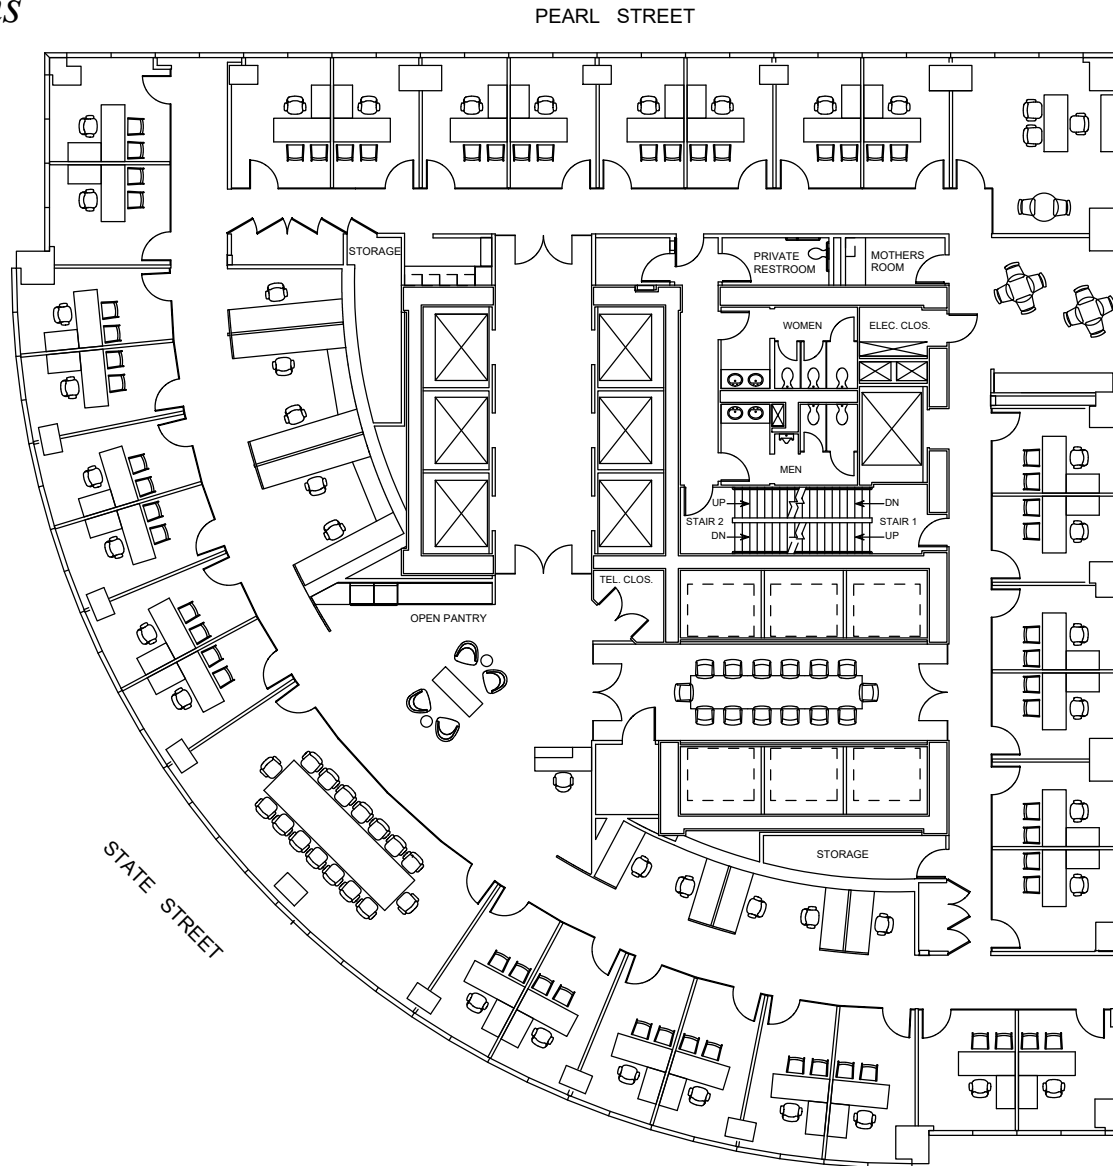 PEARL STREET
STORAGE
PRIVATE
RESTROOM
MOTHERS
ROOM
WOMEN
ELEC. CLOS.
MEN
UP
DN
STAIR 2
STAIR 1
DN
UP
TEL. CLOS.
OPEN PANTRY
STORAGE
STATE STREET